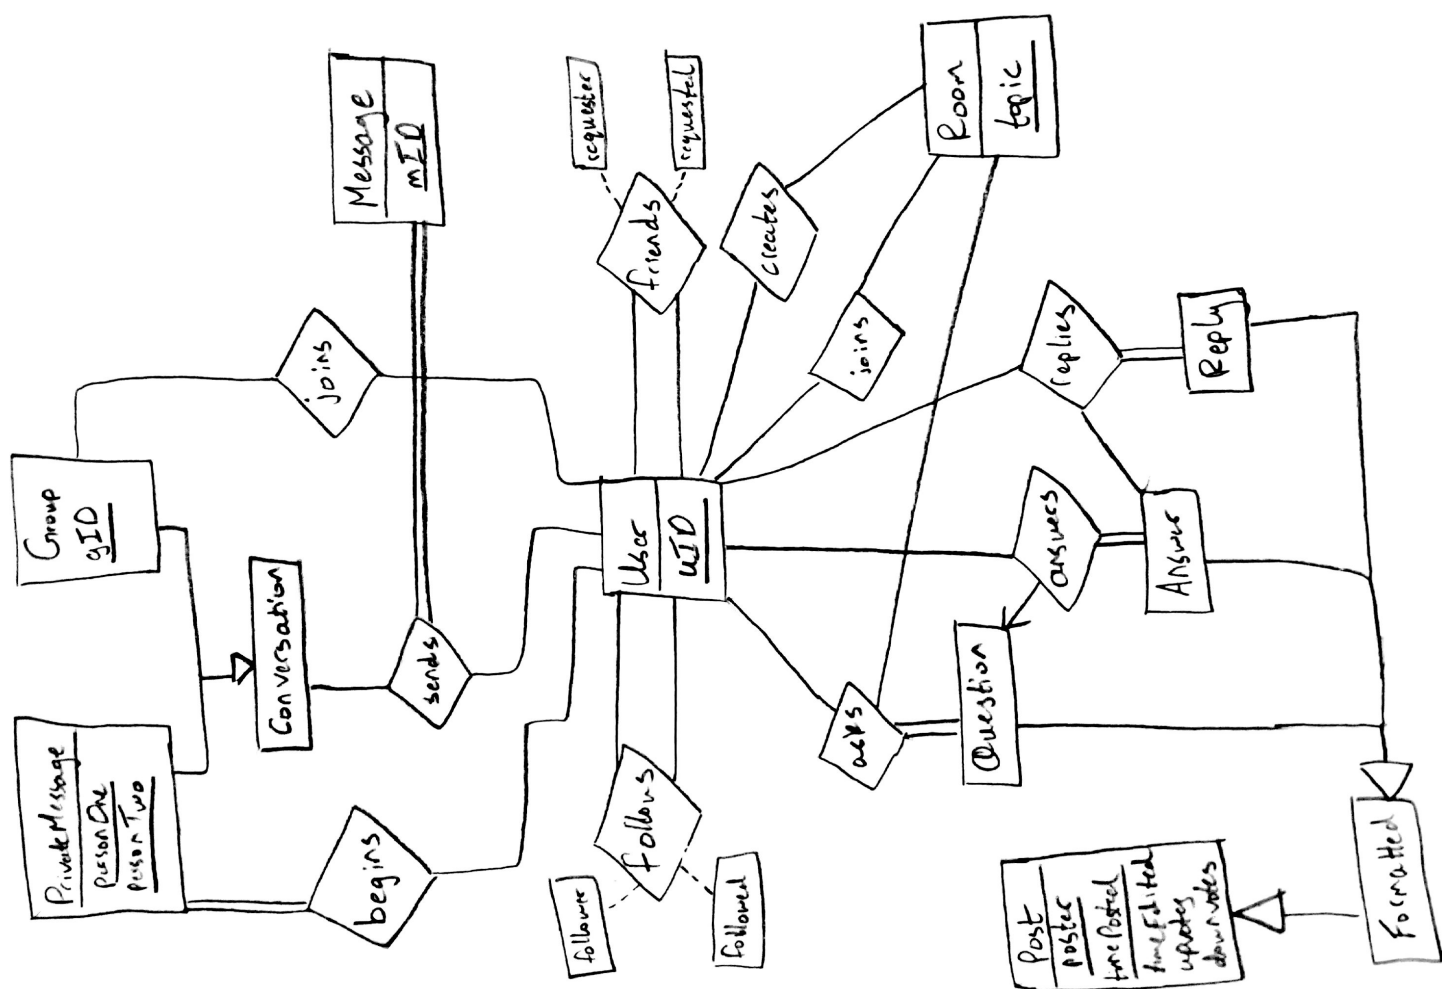 Message
mID
requester
requested
friends
creates
Room
topic
joins
joins
replies
Reply
Group
gID
Conversation
sends
User
uID
answers
Answer
Question
asks
PrivateMessage
personOne
personTwo
begins
follows
follower
followed
Post
poster
timePosted
timeEdited
upvotes
downvotes
Formatted